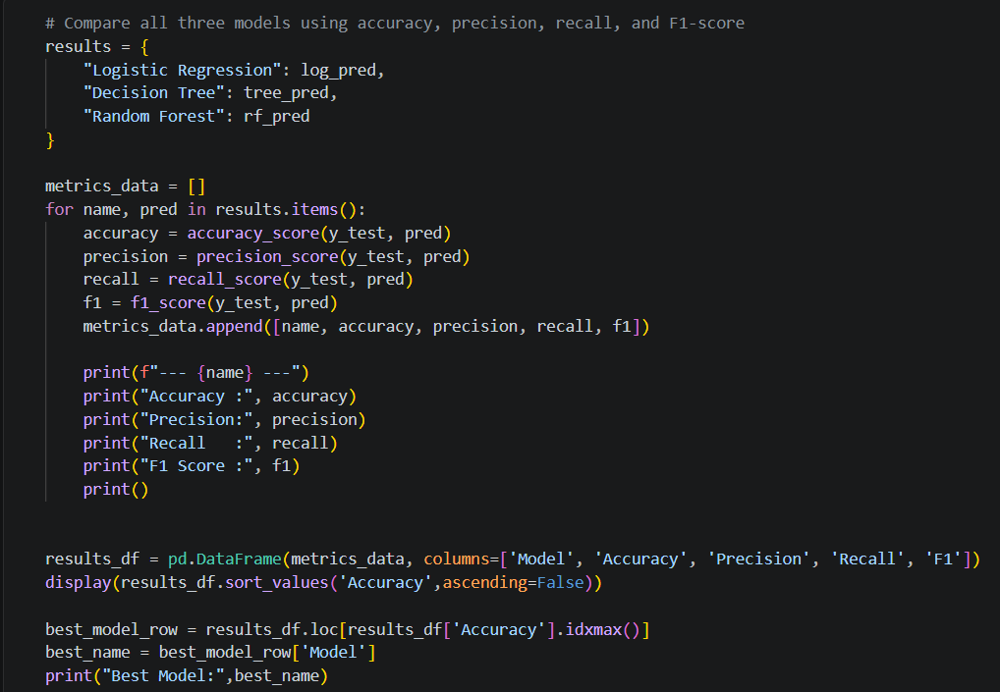 # Compare all three models using accuracy, precision, recall, and F1-score
results = {
    "Logistic Regression": log_pred,
    "Decision Tree": tree_pred,
    "Random Forest": rf_pred
}
metrics_data = []
for name, pred in results.items():
    accuracy = accuracy_score(y_test, pred)
    precision = precision_score(y_test, pred)
    recall = recall_score(y_test, pred)
    f1 = f1_score(y_test, pred)
    metrics_data.append([name, accuracy, precision, recall, f1])
    print(f"--- {name} ---")
    print("Accuracy :", accuracy)
    print("Precision:", precision)
    print("Recall   :", recall)
    print("F1 Score :", f1)
    print()
results_df = pd.DataFrame(metrics_data, columns=['Model', 'Accuracy', 'Precision', 'Recall', 'F1'])
display(results_df.sort_values('Accuracy',ascending=False))
best_model_row = results_df.loc[results_df['Accuracy'].idxmax()]
best_name = best_model_row['Model']
print("Best Model:",best_name)